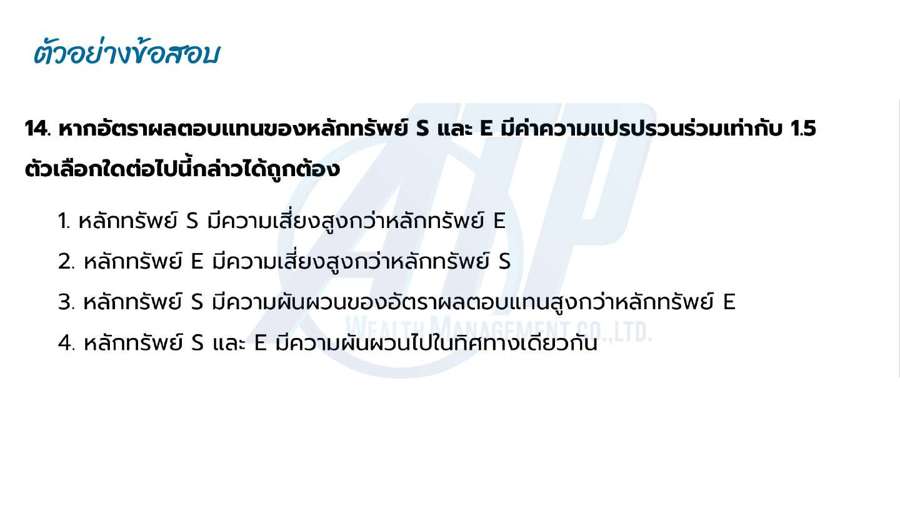 ตัวอย่างข้อสอบ
14. หากอัตราผลตอบแทนของหลักทรัพย์ S และ E มีค่าความแปรปรวนร่วมเท่ากับ 1.5
ตัวเลือกใดต่อไปนี้กล่าวได้ถูกต้อง
1. หลักทรัพย์ S มีความเสี่ยงสูงกว่าหลักทรัพย์ E
2. หลักทรัพย์ E มีความเสี่ยงสูงกว่าหลักทรัพย์ S
3. หลักทรัพย์ S มีความผันผวนของอัตราผลตอบแทนสูงกว่าหลักทรัพย์ E
4. หลักทรัพย์ S และ E มีความผันผวนไปในทิศทางเดียวกัน
ATP
WEALTH MANAGEMENT CO.,LTD.